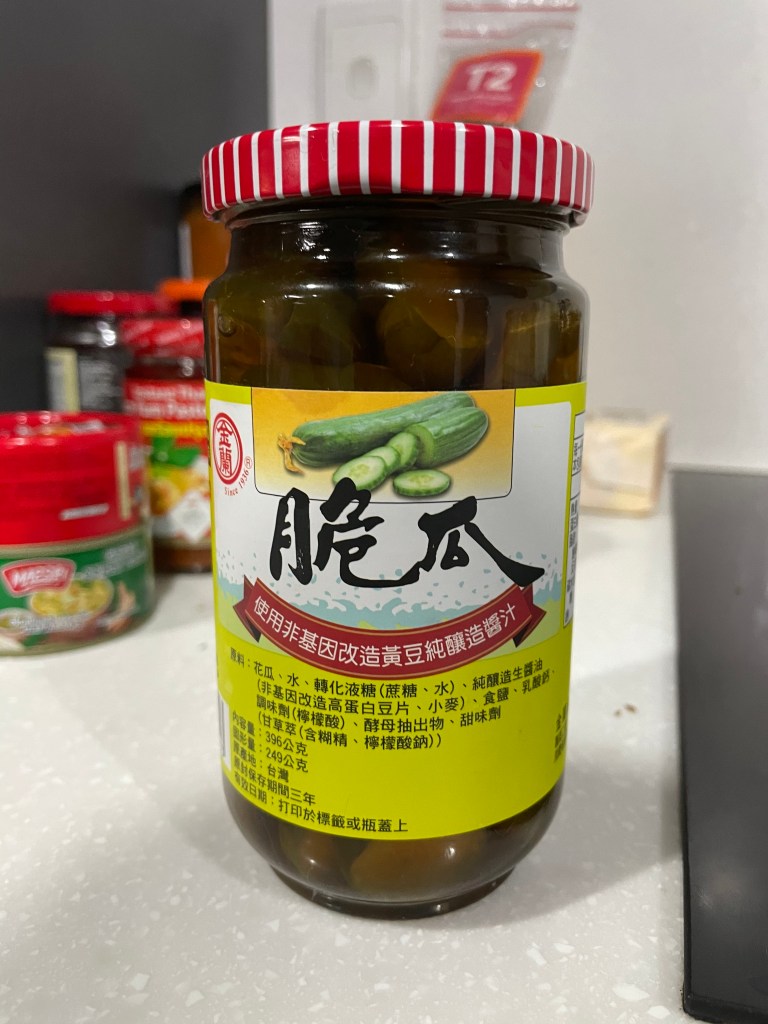 T2
金蘭
Since 1936
脆瓜
使用非基因改造黃豆純釀造醬汁
原料：花瓜、水、轉化液糖(蔗糖、水)、純釀造生醬油
(非基因改造高蛋白豆片、小麥)、食鹽、乳酸鈣、
調味劑(檸檬酸)、酵母抽出物、甜味劑
(甘草萃(含糊精、檸檬酸鈉))
內容量：396公克
固形量：249公克
原產地：台灣
未開封保存期間三年
有效日期：打印於標籤或瓶蓋上
MAESRI